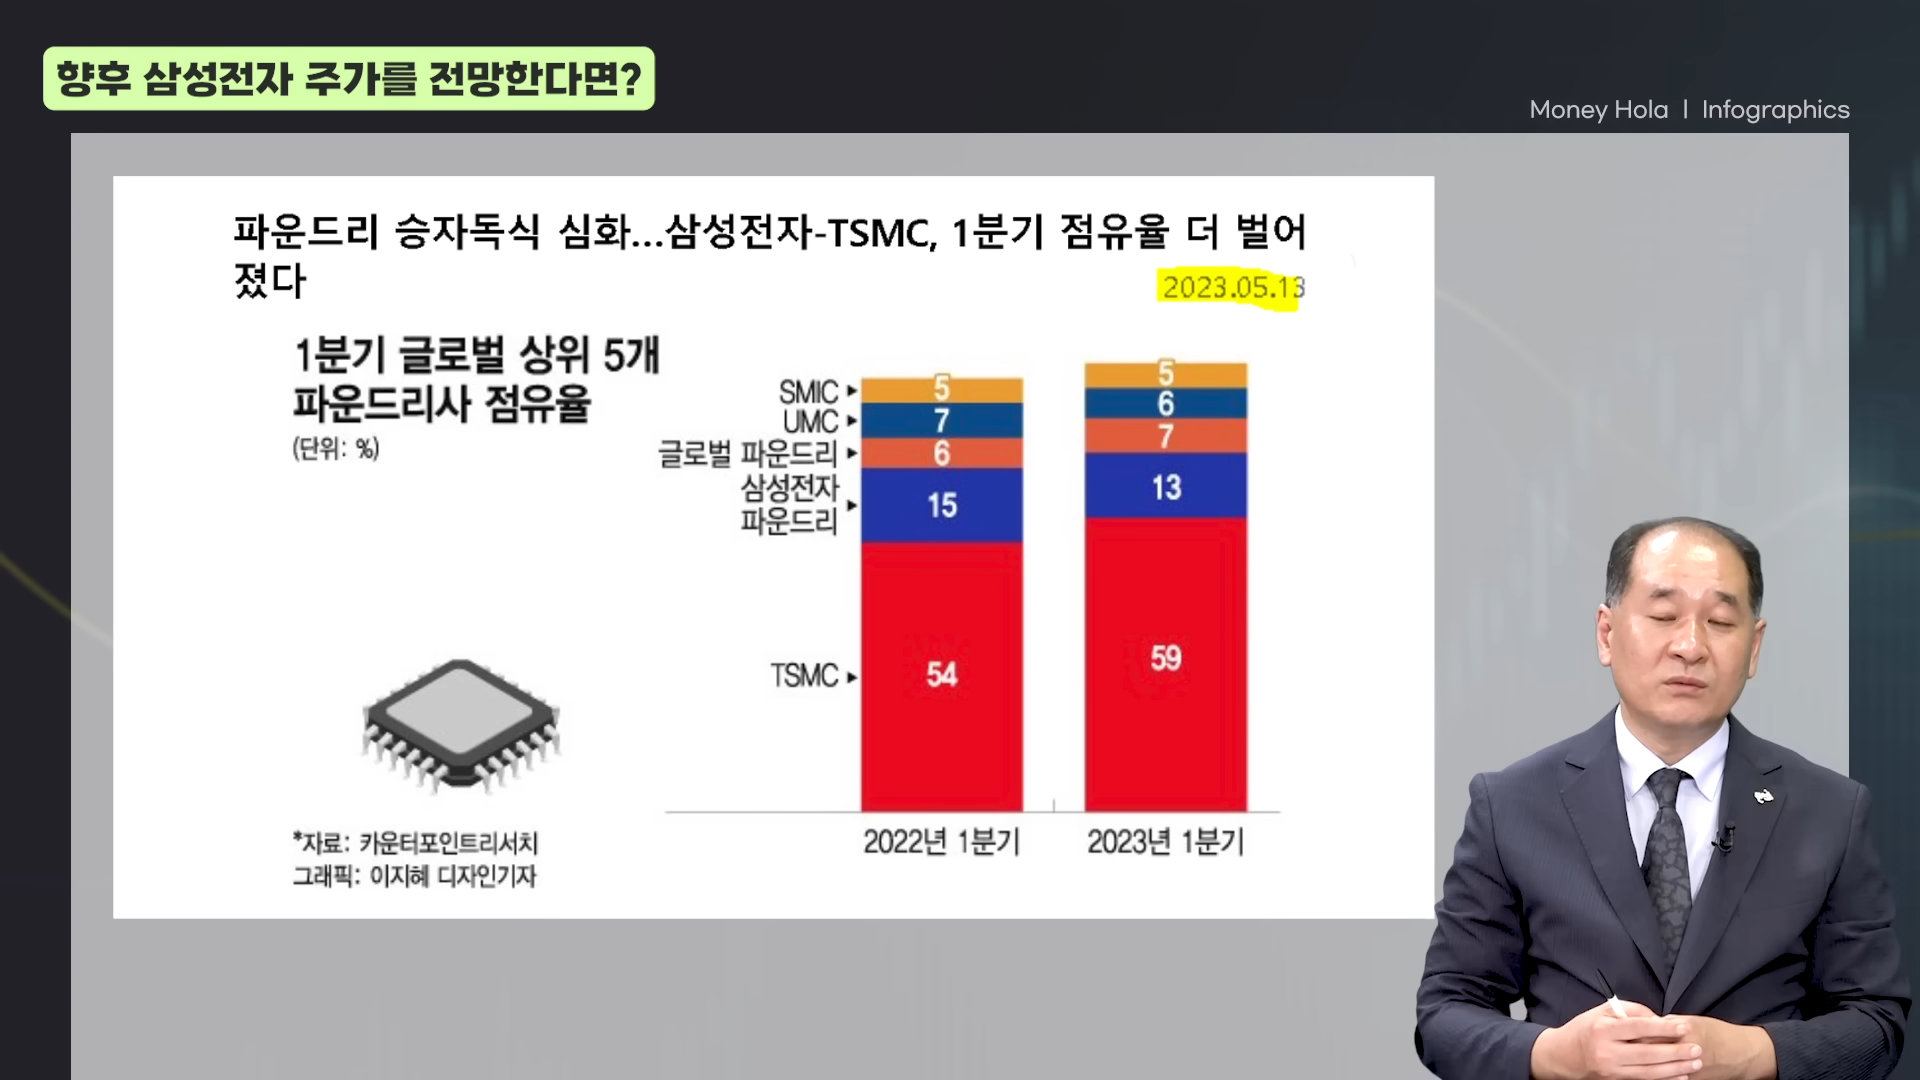 향후 삼성전자 주가를 전망한다면?
Money Hola | Infographics
파운드리 승자독식 심화...삼성전자-TSMC, 1분기 점유율 더 벌어
졌다
2023.05.13
1분기 글로벌 상위 5개
파운드리사 점유율
(단위: %)
SMIC
UMC
글로벌 파운드리
삼성전자
파운드리
TSMC
5
7
6
15
54
5
6
7
13
59
2022년 1분기
2023년 1분기
*자료: 카운터포인트리서치
그래픽: 이지혜 디자인기자